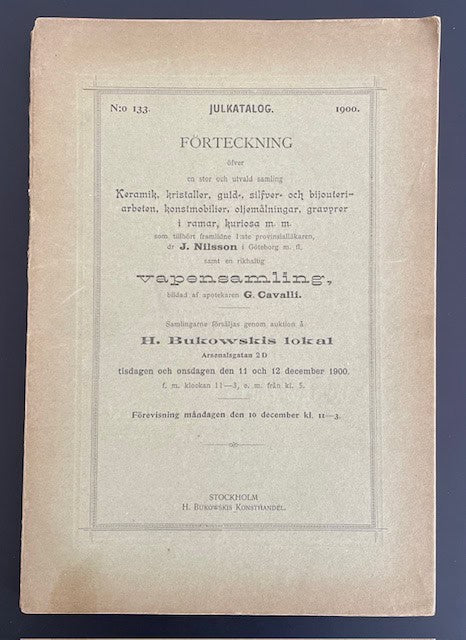 N:o 133. JULKATALOG. 1900.
FÖRTECKNING
öfver
en stor och utvald samling
Keramik, kristaller, guld-, silfver- och bijouteri-
arbeten, konstmobilier, oljemålningar, gravyrer
i ramar, kuriosa m. m.
som tillhört framlidne 1:ste provinsialläkaren,
dr J. Nilsson i Göteborg m. fl.
samt en rikhaltig
vapensamling,
bildad af apotekaren G. Cavalli.
Samlingarne försäljas genom auktion å
H. Bukowskis lokal
Arsenalsgatan 2 D
tisdagen och onsdagen den 11 och 12 december 1900.
f. m. klockan 11—3, e. m. från kl. 5.
Förevisning måndagen den 10 december kl. 11—3.
STOCKHOLM
H. BUKOWSKIS KONSTHANDEL.